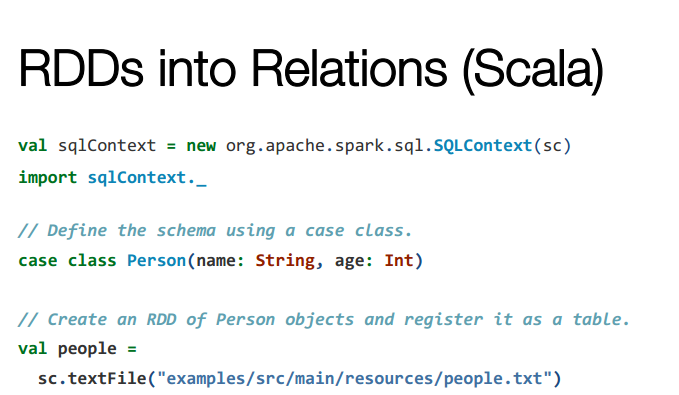 RDDs into Relations (Scala)
val sqlContext = new org.apache.spark.sql.SQLContext(sc)
import sqlContext._
// Define the schema using a case class.
case class Person(name: String, age: Int)
// Create an RDD of Person objects and register it as a table.
val people =
sc.textFile("examples/src/main/resources/people.txt")